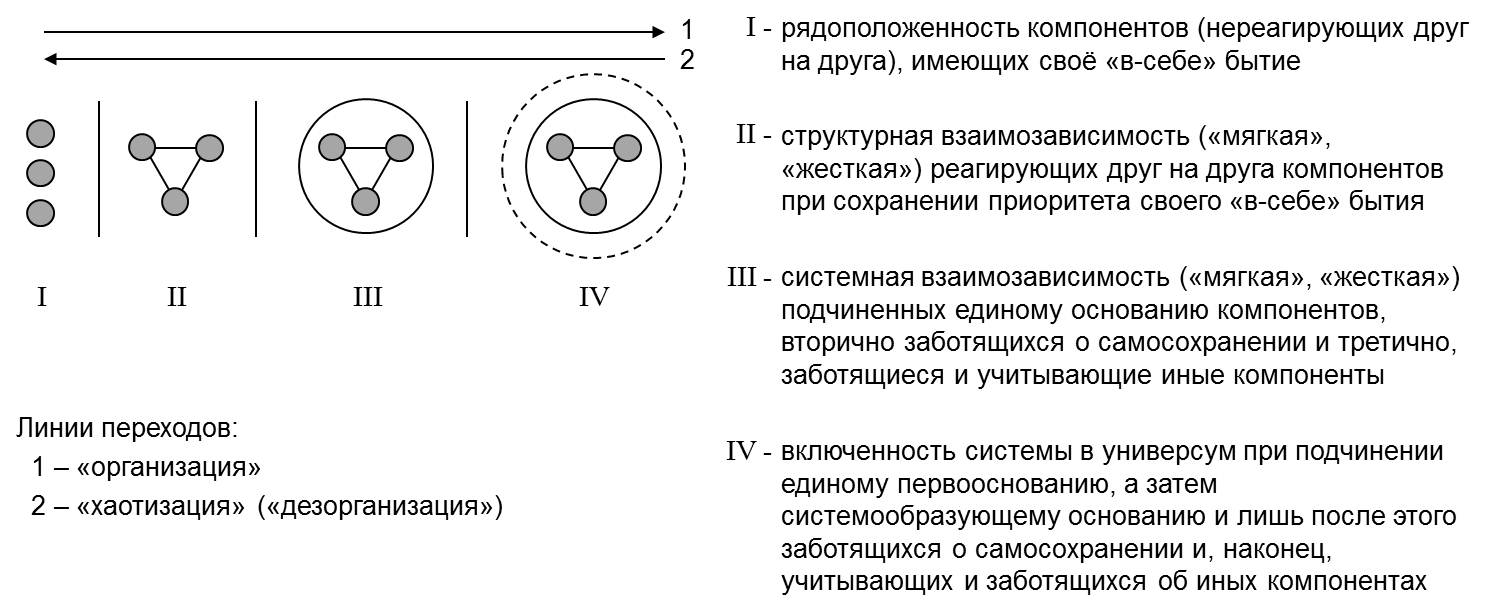 1
2
I
II
III
IV
Линии переходов:
1 – «организация»
2 – «хаотизация» («дезорганизация»)
I - рядоположенность компонентов (нереагирующих друг
на друга), имеющих своё «в-себе» бытие
II - структурная взаимозависимость («мягкая»,
«жесткая») реагирующих друг на друга компонентов
при сохранении приоритета своего «в-себе» бытия
III - системная взаимозависимость («мягкая», «жесткая»)
подчиненных единому основанию компонентов,
вторично заботящихся о самосохранении и третично,
заботящиеся и учитывающие иные компоненты
IV - включенность системы в универсум при подчинении
единому первооснованию, а затем
системообразующему основанию и лишь после этого
заботящихся о самосохранении и, наконец,
учитывающих и заботящихся об иных компонентах